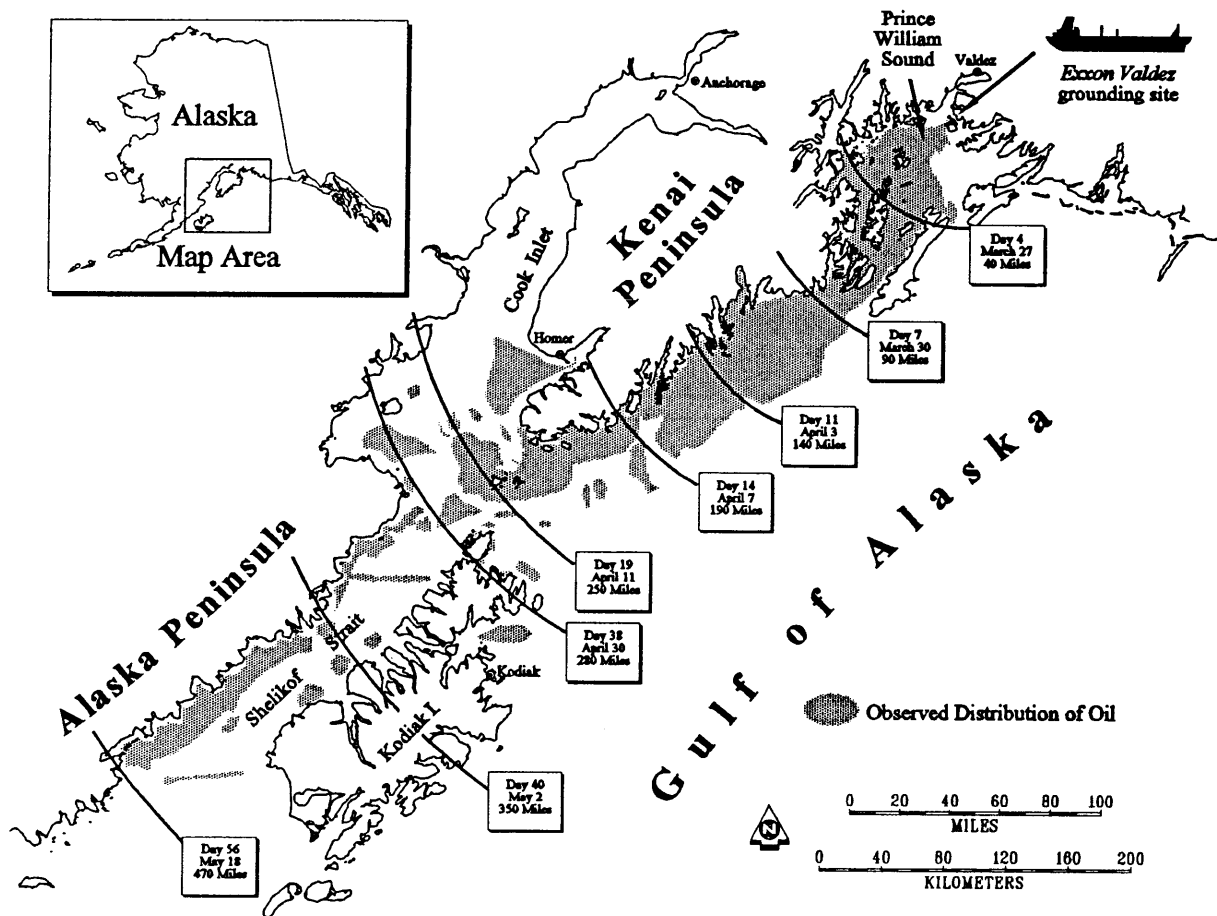 Alaska
Map Area
Prince
William
Sound
Valdez
Exxon Valdez
grounding site
Anchorage
Kenai
Peninsula
Cook Inlet
Homer
Day 4
March 27
40 Miles
Day 7
March 30
90 Miles
Day 11
April 3
140 Miles
Day 14
April 7
190 Miles
Day 19
April 11
250 Miles
Day 38
April 30
280 Miles
Alaska Peninsula
Shelikof Strait
Kodiak
Kodiak I.
Day 40
May 2
350 Miles
Day 56
May 18
470 Miles
Gulf of Alaska
Observed Distribution of Oil
N
0 20 40 60 80 100
MILES
0 40 80 120 160 200
KILOMETERS